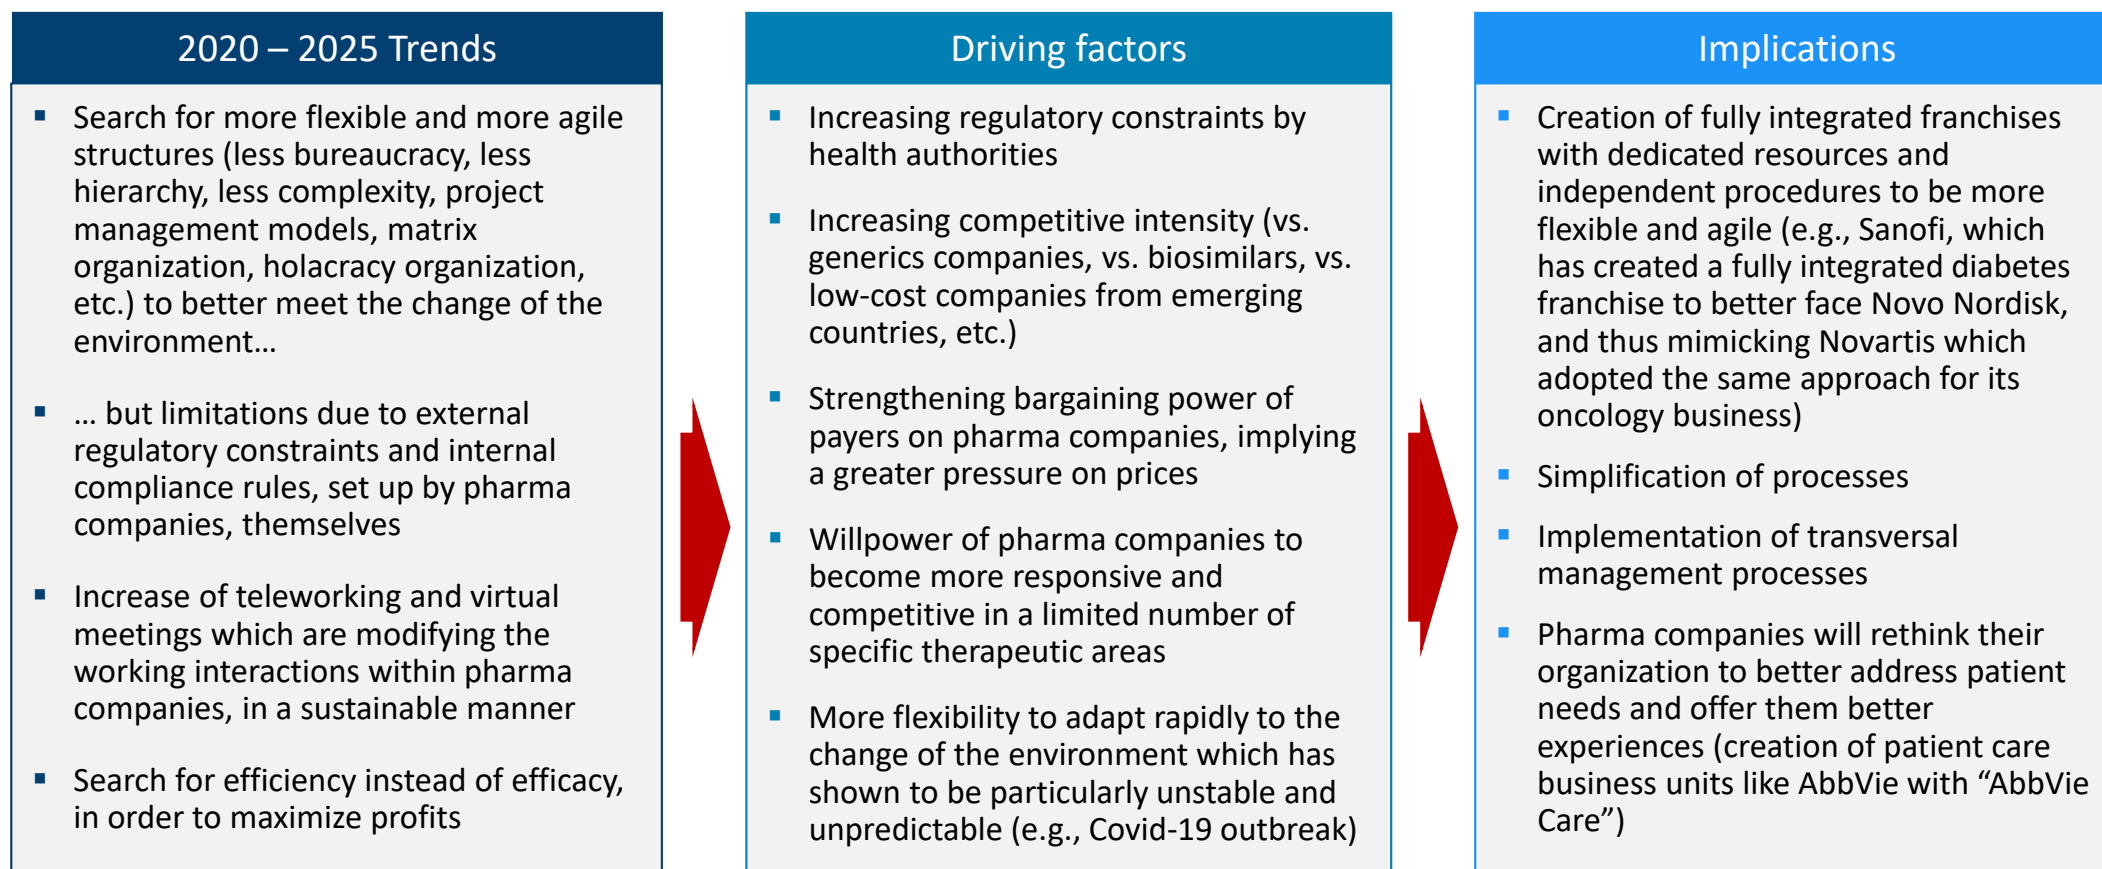 2020 – 2025 Trends
▪ Search for more flexible and more agile
structures (less bureaucracy, less
hierarchy, less complexity, project
management models, matrix
organization, holacracy organization,
etc.) to better meet the change of the
environment…
▪ … but limitations due to external
regulatory constraints and internal
compliance rules, set up by pharma
companies, themselves
▪ Increase of teleworking and virtual
meetings which are modifying the
working interactions within pharma
companies, in a sustainable manner
▪ Search for efficiency instead of efficacy,
in order to maximize profits
Driving factors
▪ Increasing regulatory constraints by
health authorities
▪ Increasing competitive intensity (vs.
generics companies, vs. biosimilars, vs.
low-cost companies from emerging
countries, etc.)
▪ Strengthening bargaining power of
payers on pharma companies, implying
a greater pressure on prices
▪ Willpower of pharma companies to
become more responsive and
competitive in a limited number of
specific therapeutic areas
▪ More flexibility to adapt rapidly to the
change of the environment which has
shown to be particularly unstable and
unpredictable (e.g., Covid-19 outbreak)
Implications
▪ Creation of fully integrated franchises
with dedicated resources and
independent procedures to be more
flexible and agile (e.g., Sanofi, which
has created a fully integrated diabetes
franchise to better face Novo Nordisk,
and thus mimicking Novartis which
adopted the same approach for its
oncology business)
▪ Simplification of processes
▪ Implementation of transversal
management processes
▪ Pharma companies will rethink their
organization to better address patient
needs and offer them better
experiences (creation of patient care
business units like AbbVie with “AbbVie
Care”)